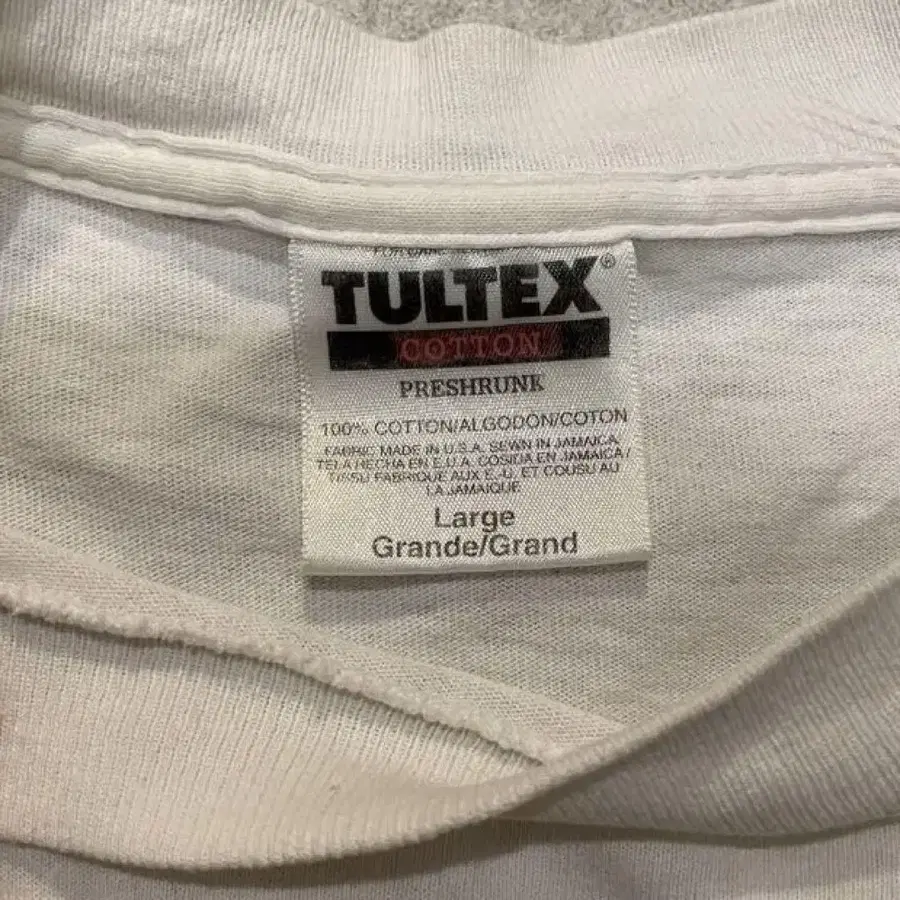 TULTEX®
COTTON
PRESHRUNK
100% COTTON/ALGODON/COTON
FABRIC MADE IN U.S.A. SEWN IN JAMAICA
TELA HECHA EN E.U.A. COSIDA EN JAMAICA /
TISSU FABRIQUE AUX E.-U. ET COUSU AU
LA JAMAIQUE
Large
Grande/Grand